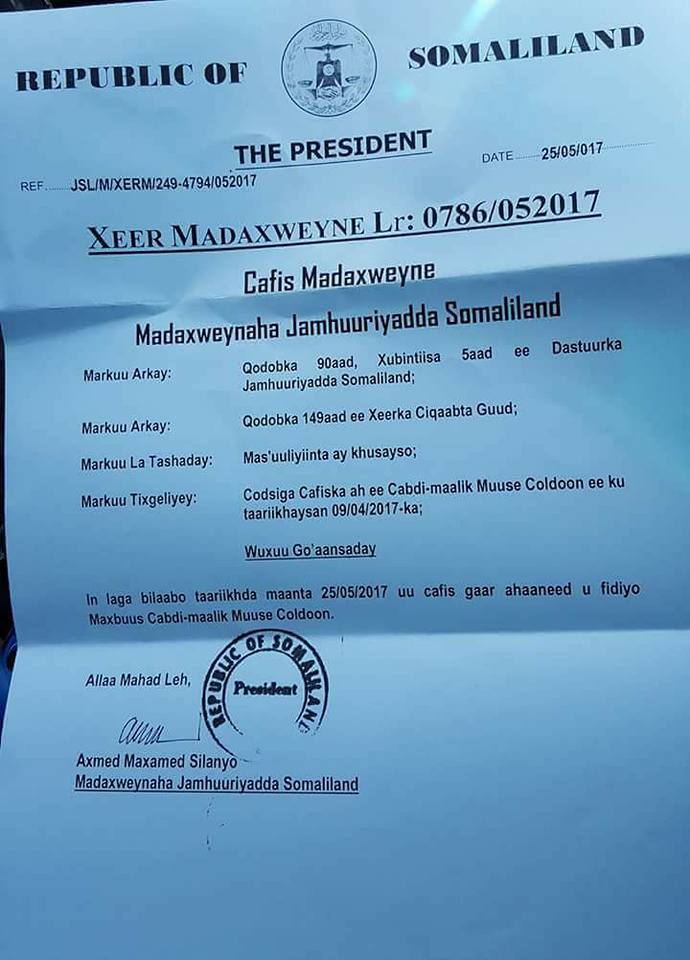 REPUBLIC OF SOMALILAND
THE PRESIDENT
REF.......JSL/M/XERM/249-4794/052017
DATE........25/05/017
XEER MADAXWEYNE Lr: 0786/052017
Cafis Madaxweyne
Madaxweynaha Jamhuuriyadda Somaliland
Markuu Arkay: Qodobka 90aad, Xubintiisa 5aad ee Dastuurka
Jamhuuriyadda Somaliland;
Markuu Arkay: Qodobka 149aad ee Xeerka Ciqaabta Guud;
Markuu La Tashaday: Mas'uuliyiinta ay khusayso;
Markuu Tixgeliyey: Codsiga Cafiska ah ee Cabdi-maalik Muuse Coldoon ee ku
taariikhaysan 09/04/2017-ka;
Wuxuu Go'aansaday
In laga bilaabo taariikhda maanta 25/05/2017 uu cafis gaar ahaaneed u fidiyo
Maxbuus Cabdi-maalik Muuse Coldoon.
Allaa Mahad Leh,
REPUBLIC OF SOMALILAND
President
Axmed Maxamed Silanyo
Madaxweynaha Jamhuuriyadda Somaliland